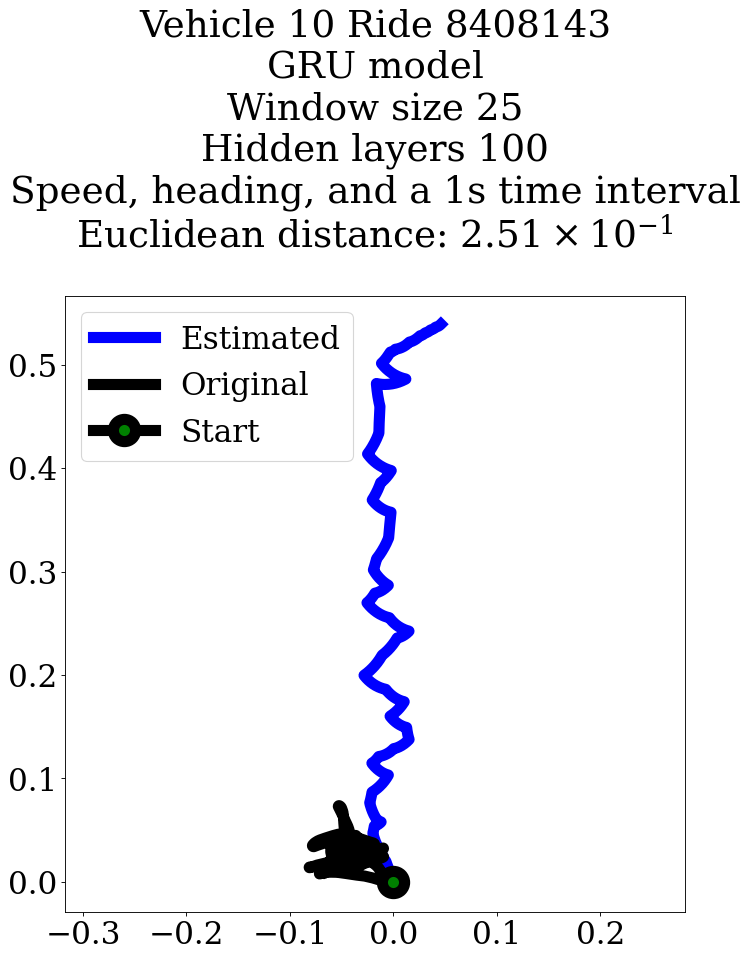 Vehicle 10 Ride 8408143
GRU model
Window size 25
Hidden layers 100
Speed, heading, and a 1s time interval
Euclidean distance: 2.51 × 10⁻¹
Estimated
Original
Start
0.5
0.4
0.3
0.2
0.1
0.0
−0.3 −0.2 −0.1 0.0 0.1 0.2